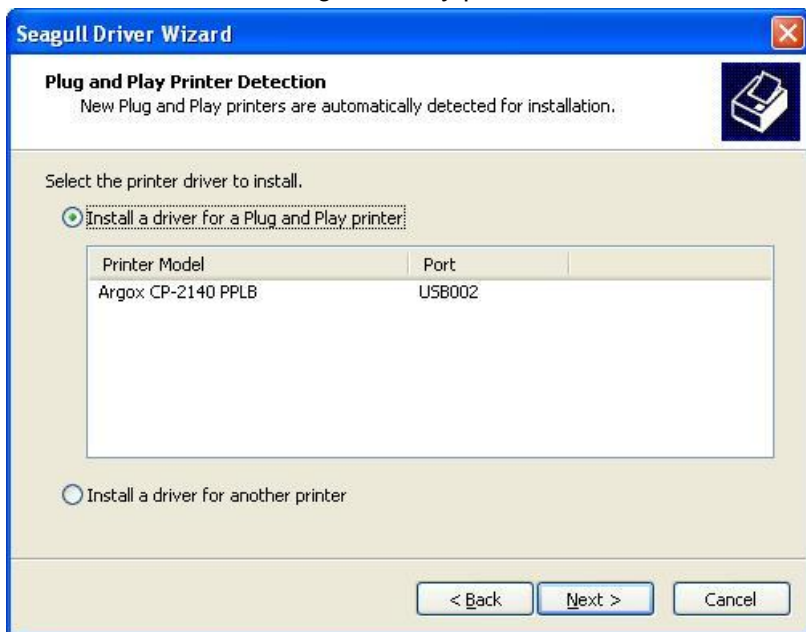 Seagull Driver Wizard
Plug and Play Printer Detection
New Plug and Play printers are automatically detected for installation.
Select the printer driver to install.
Install a driver for a Plug and Play printer
Printer Model Port
Argox CP-2140 PPLB USB002
Install a driver for another printer
< Back Next > Cancel